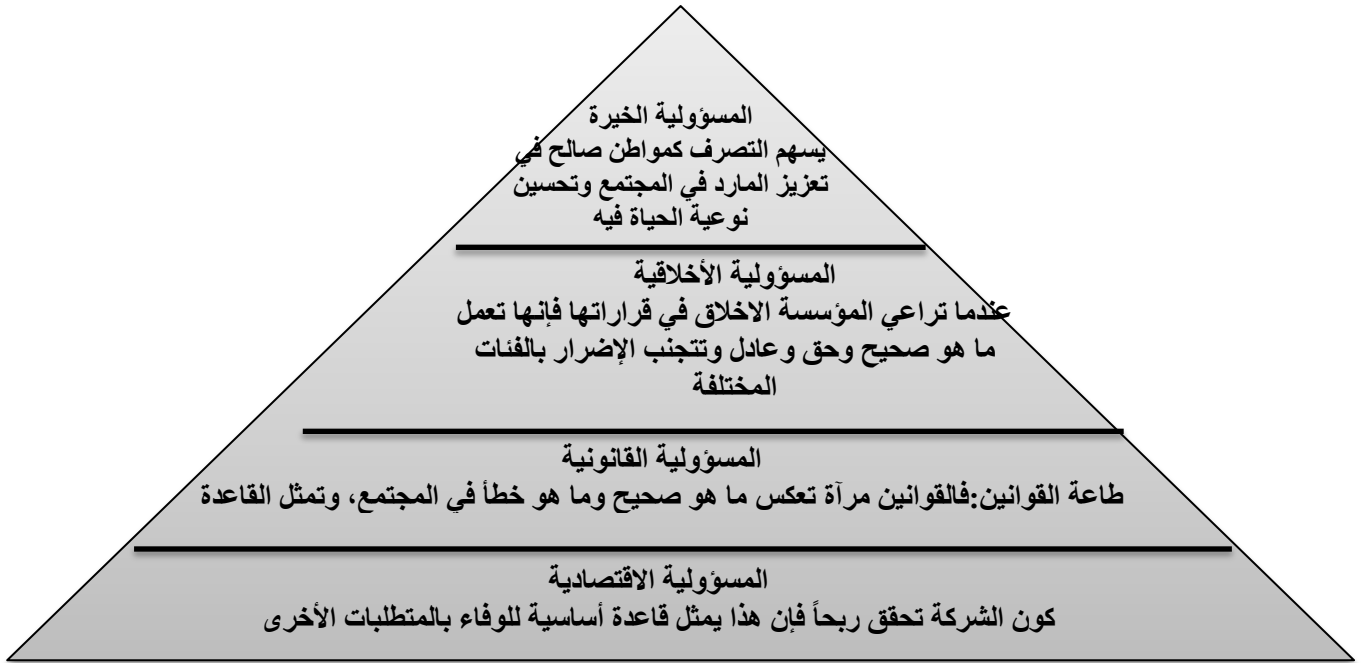 المسؤولية الخيرة
يسهم التصرف كمواطن صالح في
تعزيز المارد في المجتمع وتحسين
نوعية الحياة فيه
المسؤولية الأخلاقية
عندما تراعي المؤسسة الاخلاق في قراراتها فإنها تعمل
ما هو صحيح وحق وعادل وتتجنب الإضرار بالفئات
المختلفة
المسؤولية القانونية
طاعة القوانين:فالقوانين مرآة تعكس ما هو صحيح وما هو خطأ في المجتمع، وتمثل القاعدة
المسؤولية الاقتصادية
كون الشركة تحقق ربحاً فإن هذا يمثل قاعدة أساسية للوفاء بالمتطلبات الأخرى